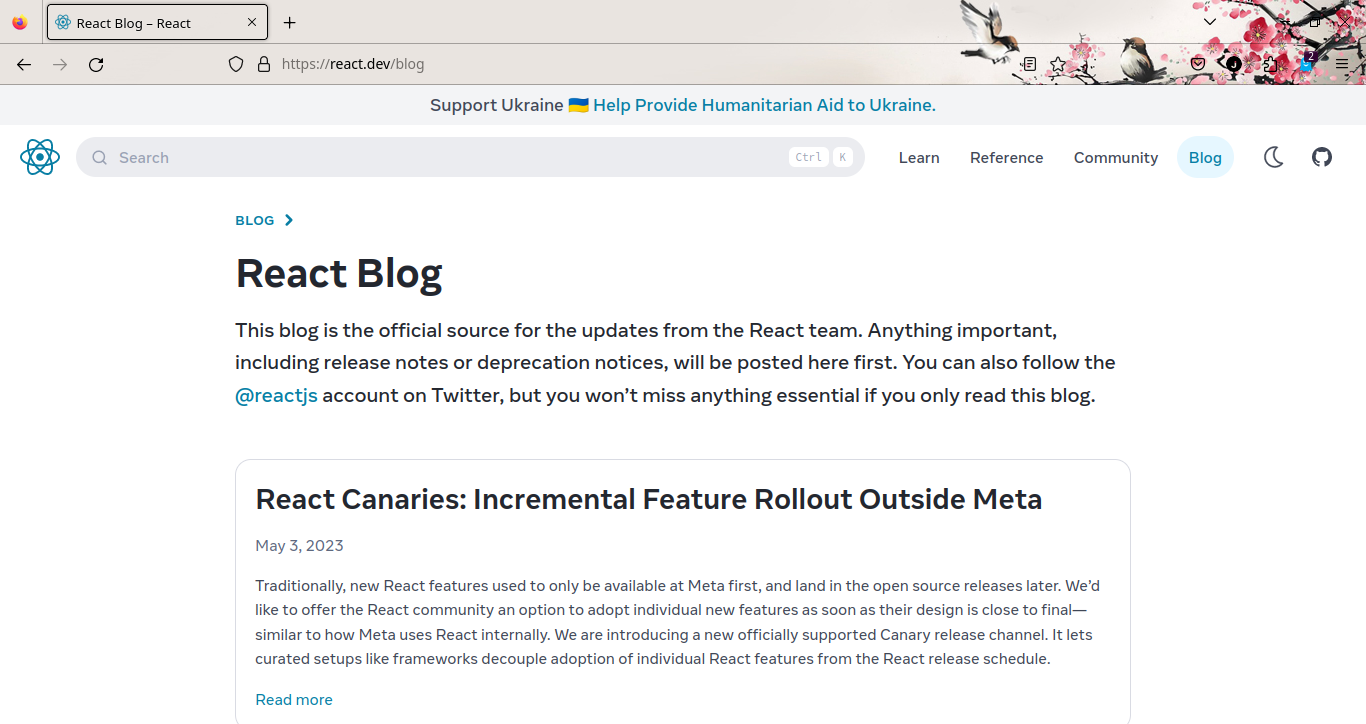 React Blog – React
https://react.dev/blog
2
J
Support Ukraine 🇺🇦 Help Provide Humanitarian Aid to Ukraine.
Search Ctrl K Learn Reference Community Blog
BLOG
React Blog
This blog is the official source for the updates from the React team. Anything important,
including release notes or deprecation notices, will be posted here first. You can also follow the
@reactjs account on Twitter, but you won’t miss anything essential if you only read this blog.
React Canaries: Incremental Feature Rollout Outside Meta
May 3, 2023
Traditionally, new React features used to only be available at Meta first, and land in the open source releases later. We’d
like to offer the React community an option to adopt individual new features as soon as their design is close to final—
similar to how Meta uses React internally. We are introducing a new officially supported Canary release channel. It lets
curated setups like frameworks decouple adoption of individual React features from the React release schedule.
Read more